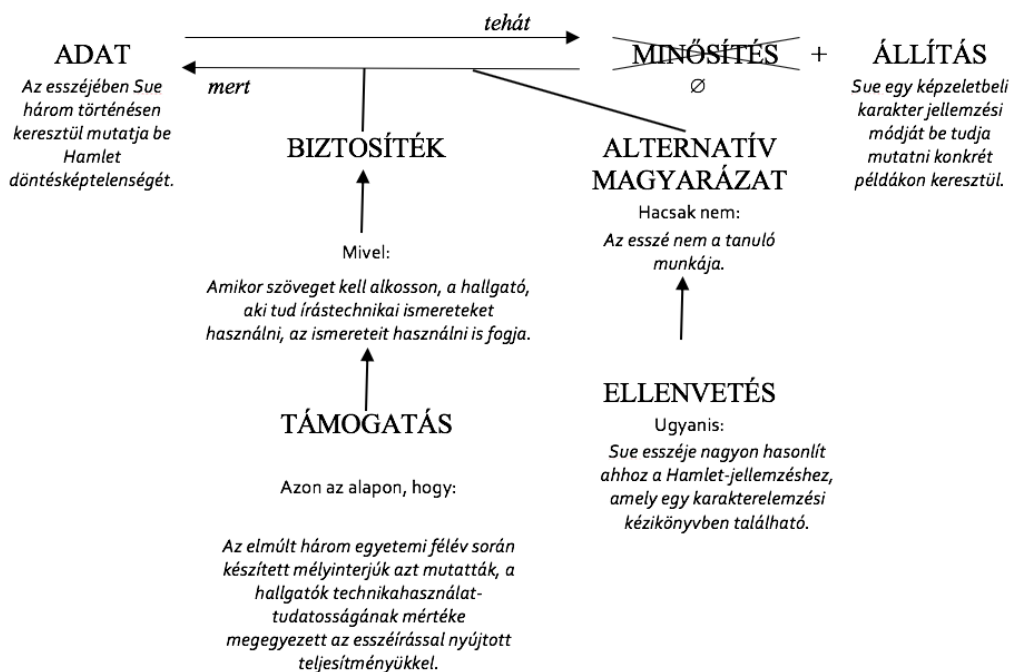 tehát
ADAT
MINŐSÍTÉS + ÁLLÍTÁS
mert
∅
Az esszéjében Sue
három történésen
keresztül mutatja be
Hamlet
döntésképtelenségét.
Sue egy képzeletbeli
karakter jellemzési
módját be tudja
mutatni konkrét
példákon keresztül.
BIZTOSÍTÉK
Mivel:
Amikor szöveget kell alkosson, a hallgató,
aki tud írástechnikai ismereteket
használni, az ismereteit használni is fogja.
ALTERNATÍV
MAGYARÁZAT
Hacsak nem:
Az esszé nem a tanuló
munkája.
TÁMOGATÁS
Azon az alapon, hogy:
Az elmúlt három egyetemi félév során
készített mélyinterjúk azt mutatták, a
hallgatók technikahasználat-
tudatosságának mértéke
megegyezett az esszéírással nyújtott
teljesítményükkel.
ELLENVETÉS
Ugyanis:
Sue esszéje nagyon hasonlít
ahhoz a Hamlet-jellemzéshez,
amely egy karakterelemzési
kézikönyvben található.